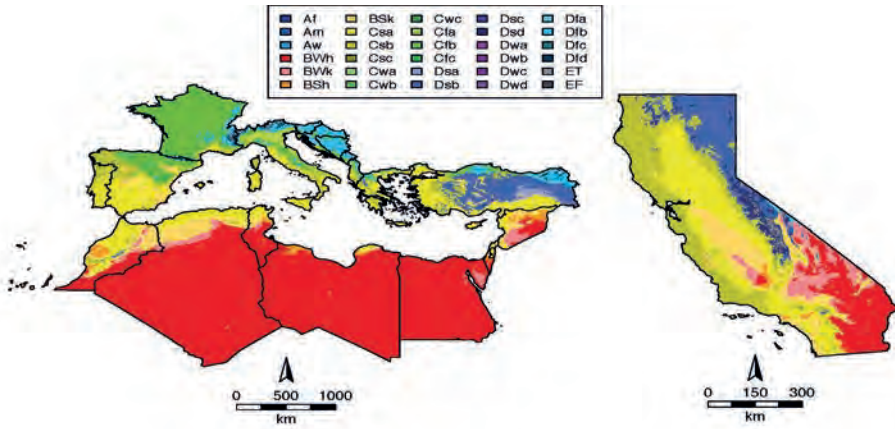 Af BSk Cwc Dsc Dfa
Am Csa Cfa Dsd Dfb
Aw Csb Cfb Dwa Dfc
BWh Csc Cfc Dwb Dfd
BWk Cwa Dsa Dwc ET
BSh Cwb Dsb Dwd EF
0 500 1000
km
0 150 300
km